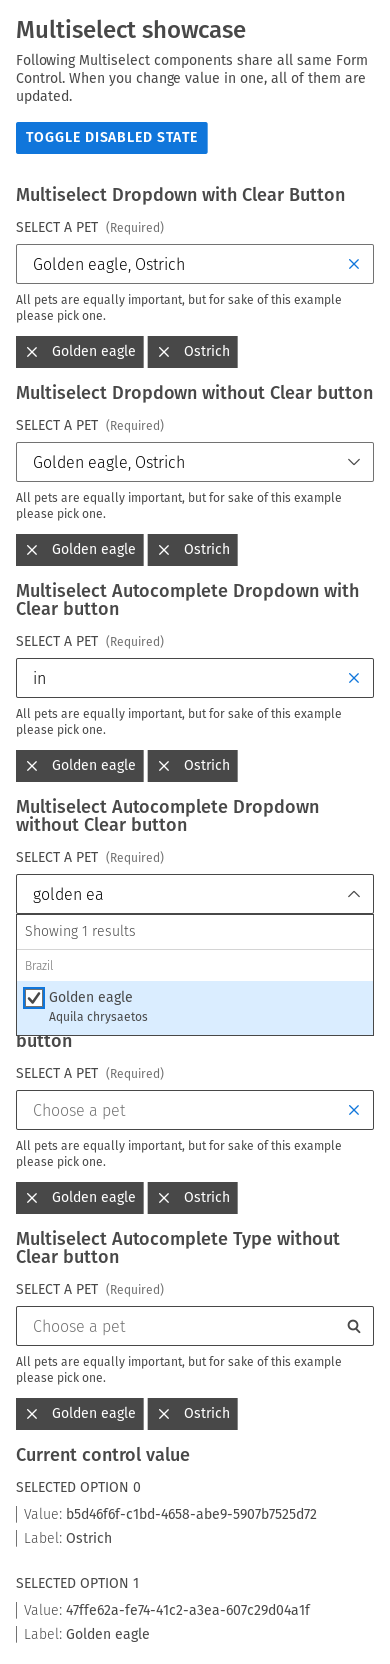 Multiselect showcase
Following Multiselect components share all same Form
Control. When you change value in one, all of them are
updated.
TOGGLE DISABLED STATE
Multiselect Dropdown with Clear Button
SELECT A PET (Required)
Golden eagle, Ostrich
All pets are equally important, but for sake of this example
please pick one.
Golden eagle Ostrich
Multiselect Dropdown without Clear button
SELECT A PET (Required)
Golden eagle, Ostrich
All pets are equally important, but for sake of this example
please pick one.
Golden eagle Ostrich
Multiselect Autocomplete Dropdown with
Clear button
SELECT A PET (Required)
in
All pets are equally important, but for sake of this example
please pick one.
Golden eagle Ostrich
Multiselect Autocomplete Dropdown
without Clear button
SELECT A PET (Required)
golden ea
Showing 1 results
Brazil
Golden eagle
Aquila chrysaetos
button
SELECT A PET (Required)
Choose a pet
All pets are equally important, but for sake of this example
please pick one.
Golden eagle Ostrich
Multiselect Autocomplete Type without
Clear button
SELECT A PET (Required)
Choose a pet
All pets are equally important, but for sake of this example
please pick one.
Golden eagle Ostrich
Current control value
SELECTED OPTION 0
Value: b5d46f6f-c1bd-4658-abe9-5907b7525d72
Label: Ostrich
SELECTED OPTION 1
Value: 47ffe62a-fe74-41c2-a3ea-607c29d04a1f
Label: Golden eagle